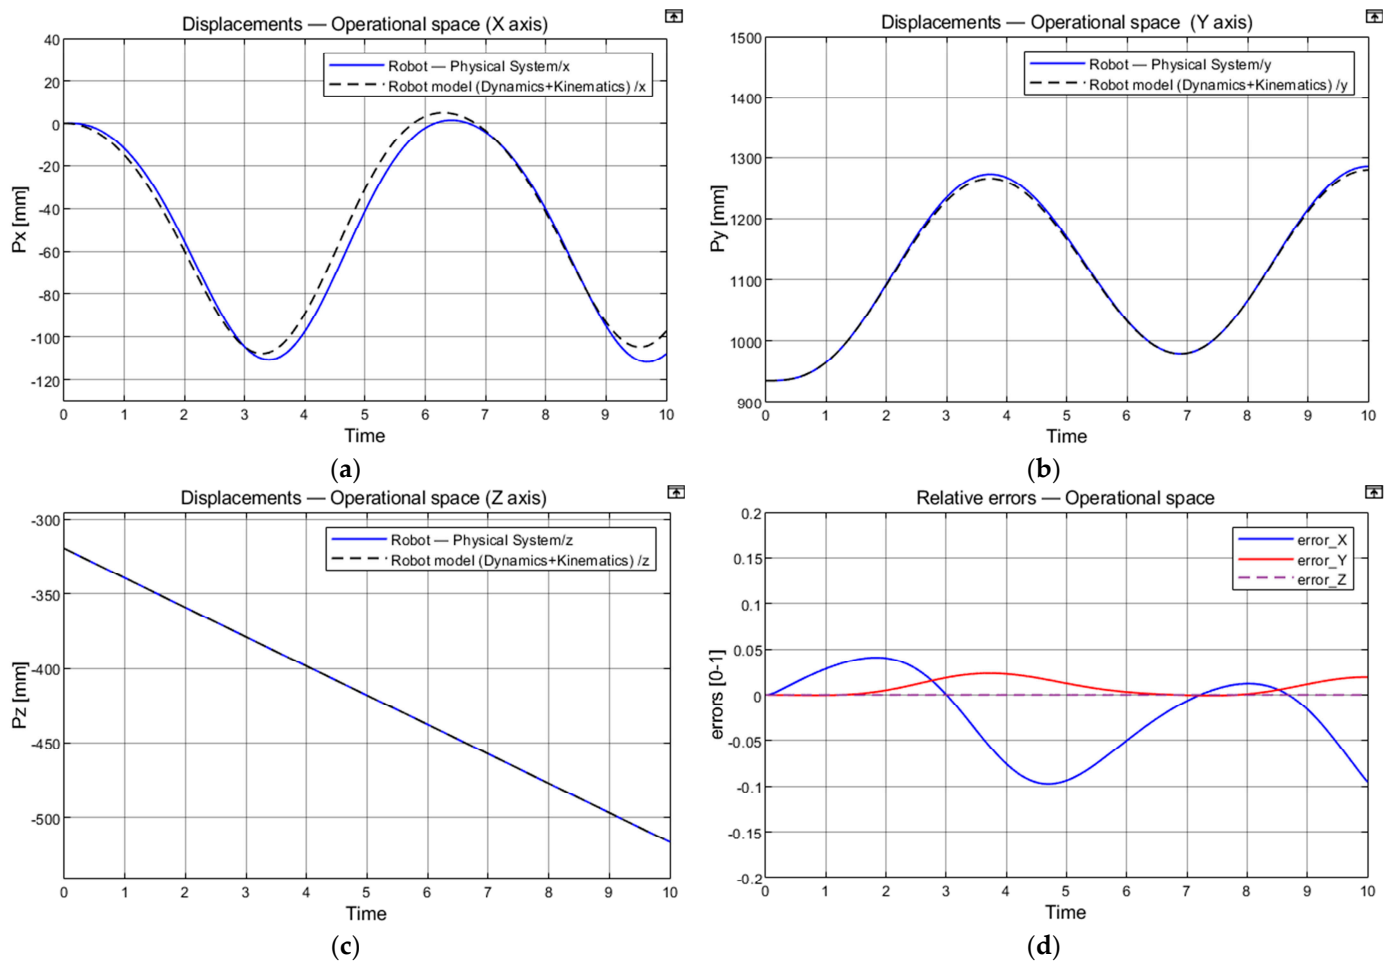 Displacements — Operational space (X axis)
Robot — Physical System/x
Robot model (Dynamics+Kinematics) /x
Px [mm]
40
20
0
-20
-40
-60
-80
-100
-120
0 1 2 3 4 5 6 7 8 9 10
Time
(a)
Displacements — Operational space (Y axis)
Robot — Physical System/y
Robot model (Dynamics+Kinematics) /y
Py [mm]
1500
1400
1300
1200
1100
1000
900
0 1 2 3 4 5 6 7 8 9 10
Time
(b)
Displacements — Operational space (Z axis)
Robot — Physical System/z
Robot model (Dynamics+Kinematics) /z
Pz [mm]
-300
-350
-400
-450
-500
0 1 2 3 4 5 6 7 8 9 10
Time
(c)
Relative errors — Operational space
error_X
error_Y
error_Z
errors [0-1]
0.2
0.15
0.1
0.05
0
-0.05
-0.1
-0.15
-0.2
0 1 2 3 4 5 6 7 8 9 10
Time
(d)